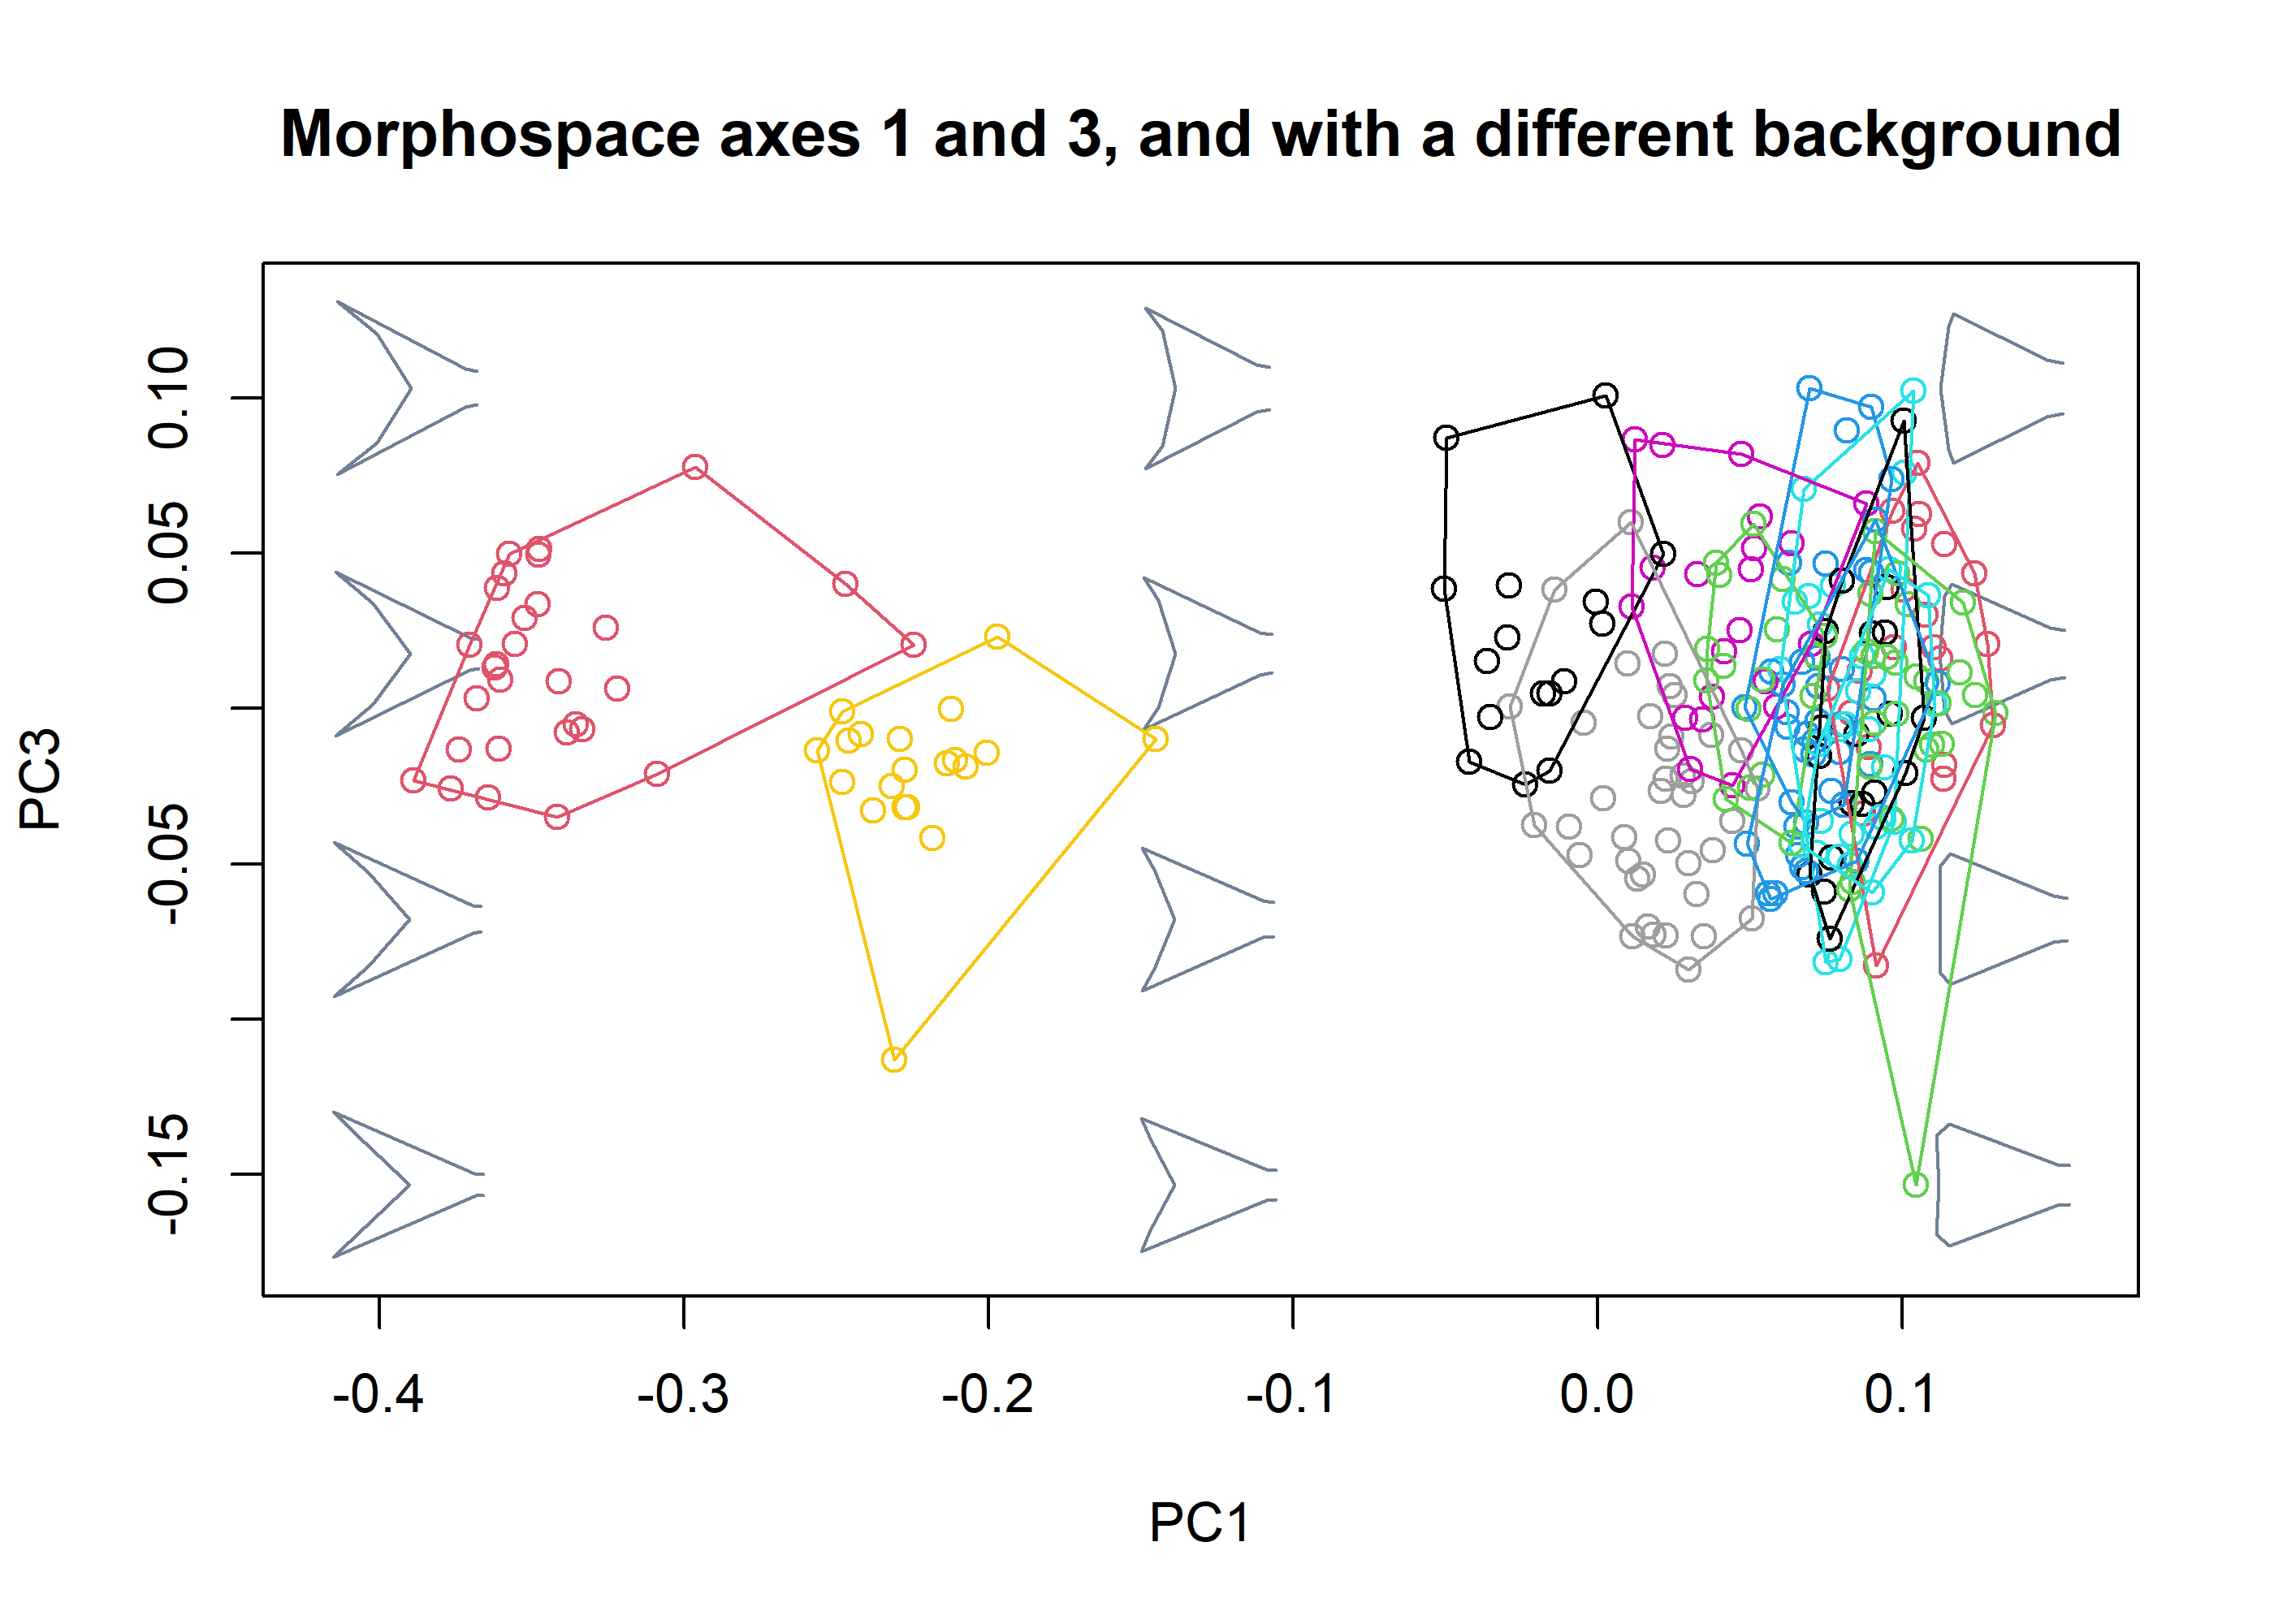 Morphospace axes 1 and 3, and with a different background
0.10
0.05
-0.05
-0.15
PC3
-0.4 -0.3 -0.2 -0.1 0.0 0.1
PC1